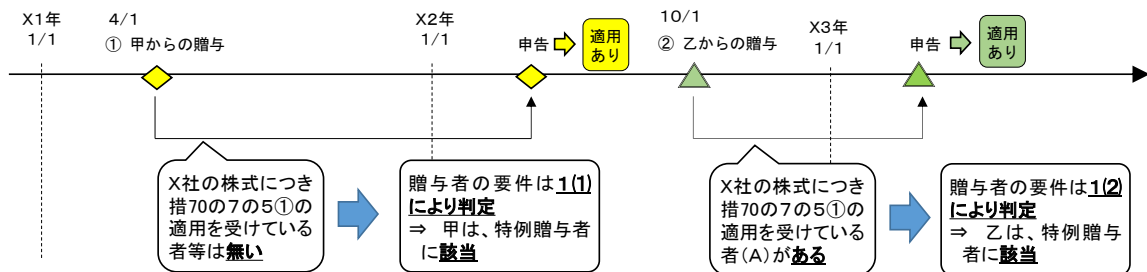 X1年
1/1
4/1
① 甲からの贈与
X2年
1/1
申告
適用
あり
10/1
② 乙からの贈与
X3年
1/1
申告
適用
あり
X社の株式につき
措70の7の5①の
適用を受けている
者等は無い
贈与者の要件は1⑴
により判定
⇒ 甲は、特例贈与者
に該当
X社の株式につき
措70の7の5①の
適用を受けている
者(A)がある
贈与者の要件は1⑵
により判定
⇒ 乙は、特例贈与
者に該当